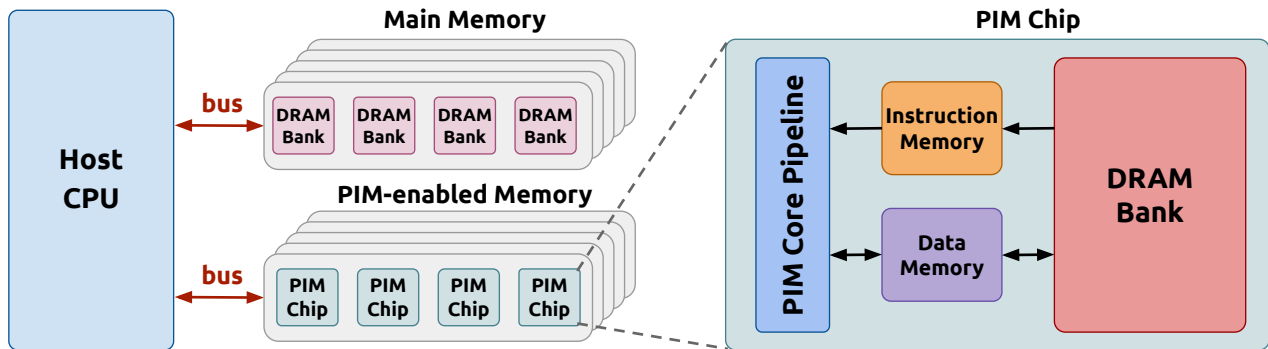 Main Memory
PIM Chip
DRAM DRAM DRAM DRAM
Bank Bank Bank Bank
bus
Host
CPU
PIM-enabled Memory
PIM PIM PIM PIM
Chip Chip Chip Chip
bus
PIM Core Pipeline
Instruction
Memory
Data
Memory
DRAM
Bank